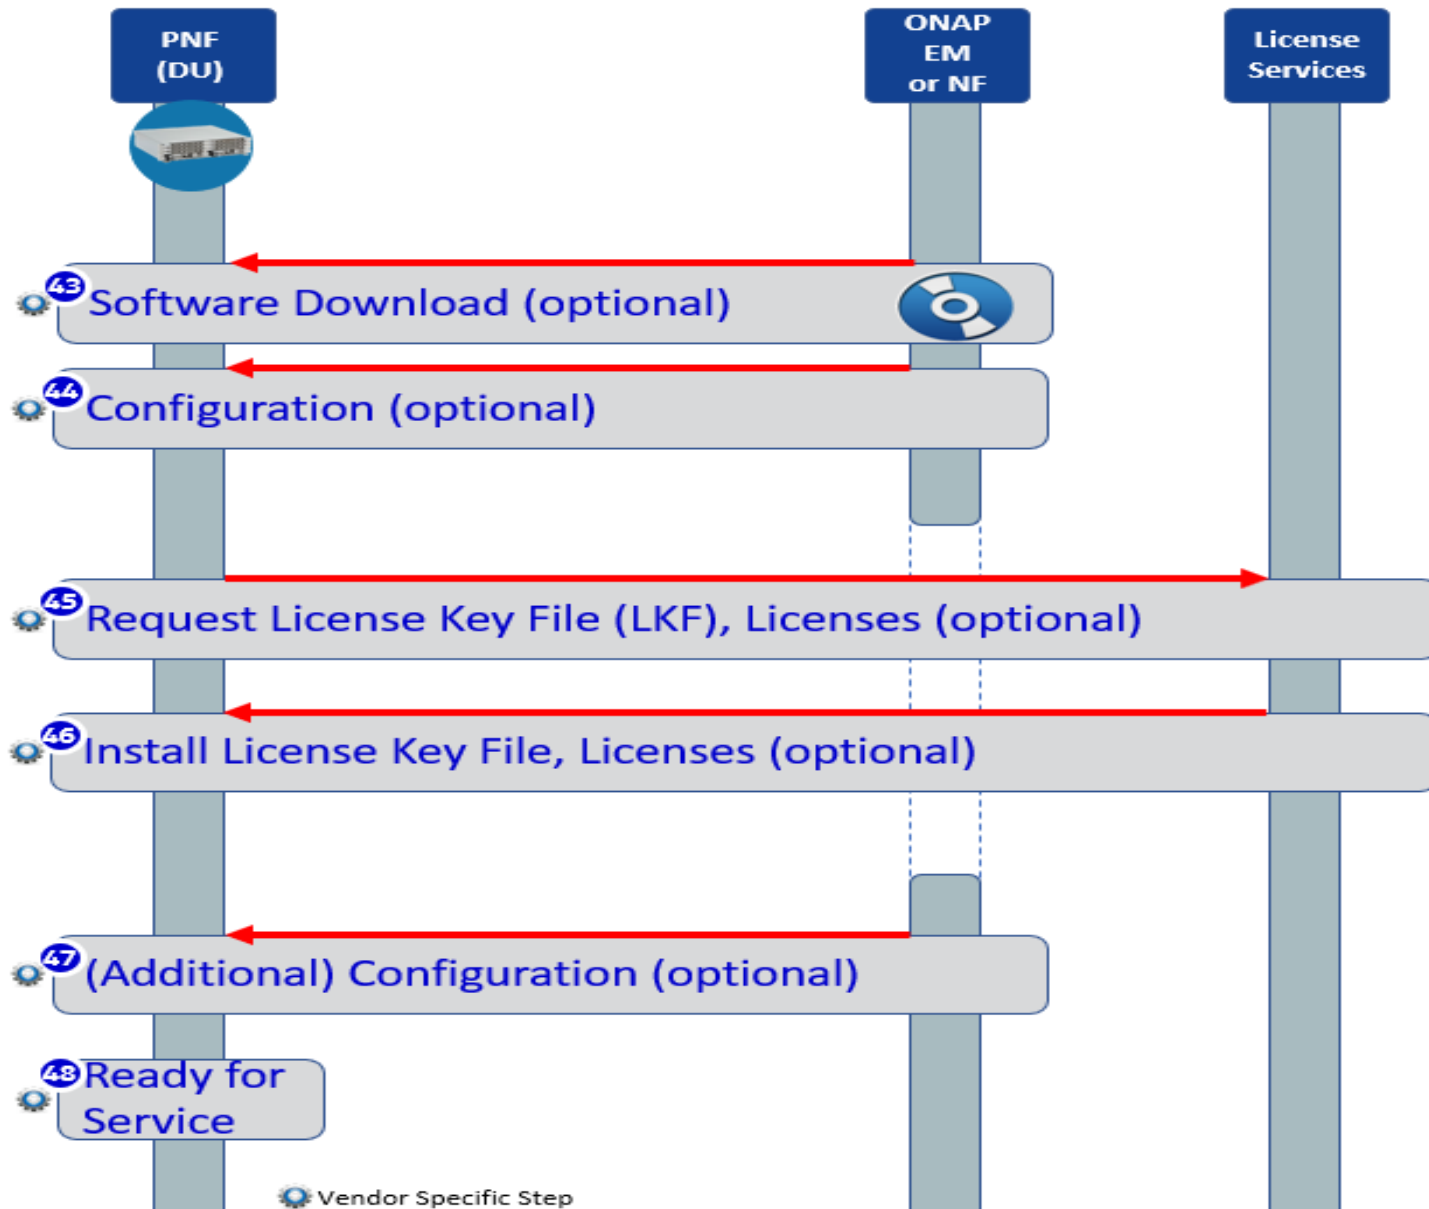 PNF
(DU)
ONAP
EM
or NF
License
Services
43
Software Download (optional)
44
Configuration (optional)
45
Request License Key File (LKF), Licenses (optional)
46
Install License Key File, Licenses (optional)
47
(Additional) Configuration (optional)
48
Ready for
Service
Vendor Specific Step